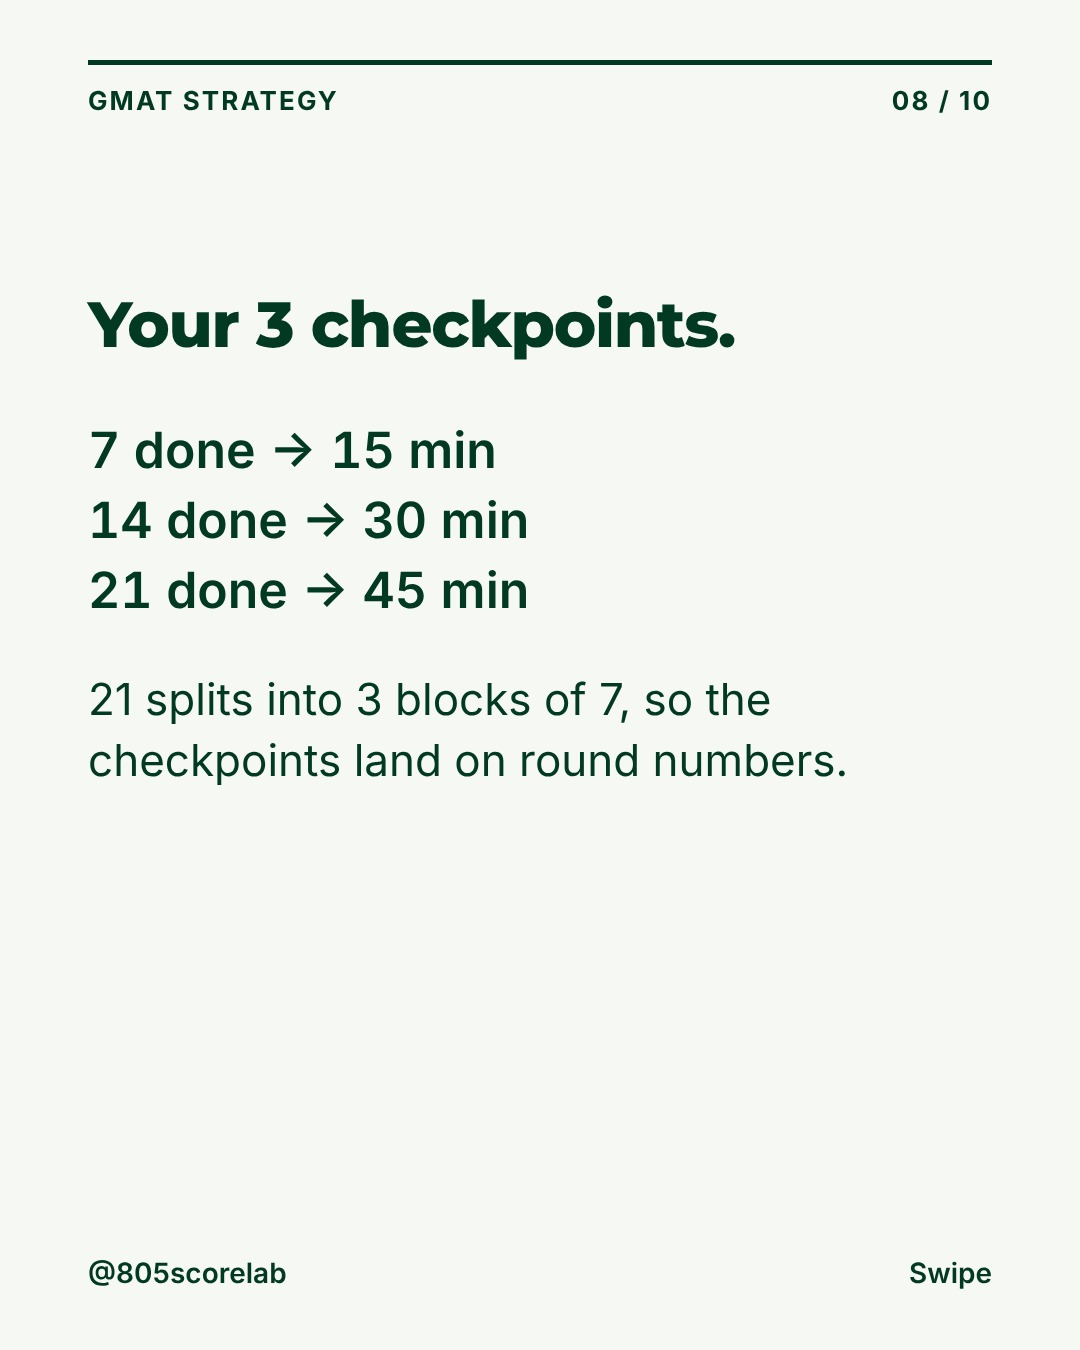 GMAT STRATEGY
08 / 10
Your 3 checkpoints.
7 done → 15 min
14 done → 30 min
21 done → 45 min
21 splits into 3 blocks of 7, so the
checkpoints land on round numbers.
@805scorelab
Swipe